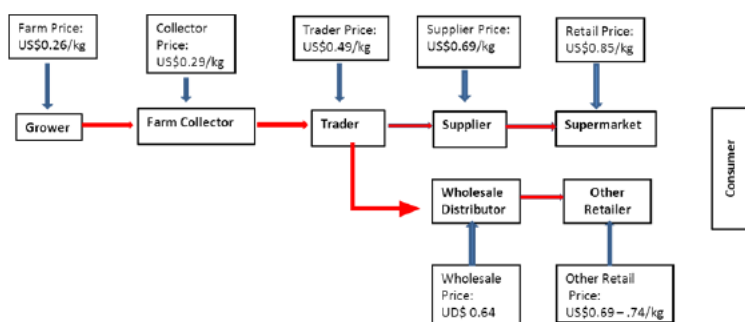 Farm Price:
US$0.26/kg
Collector
Price:
US$0.29/kg
Trader Price:
US$0.49/kg
Supplier Price:
US$0.69/kg
Retail Price:
US$0.85/kg
Grower
Farm Collector
Trader
Supplier
Supermarket
Consumer
Wholesale
Distributor
Other
Retailer
Wholesale
Price:
UD$ 0.64
Other Retail
Price:
US$0.69 – .74/kg